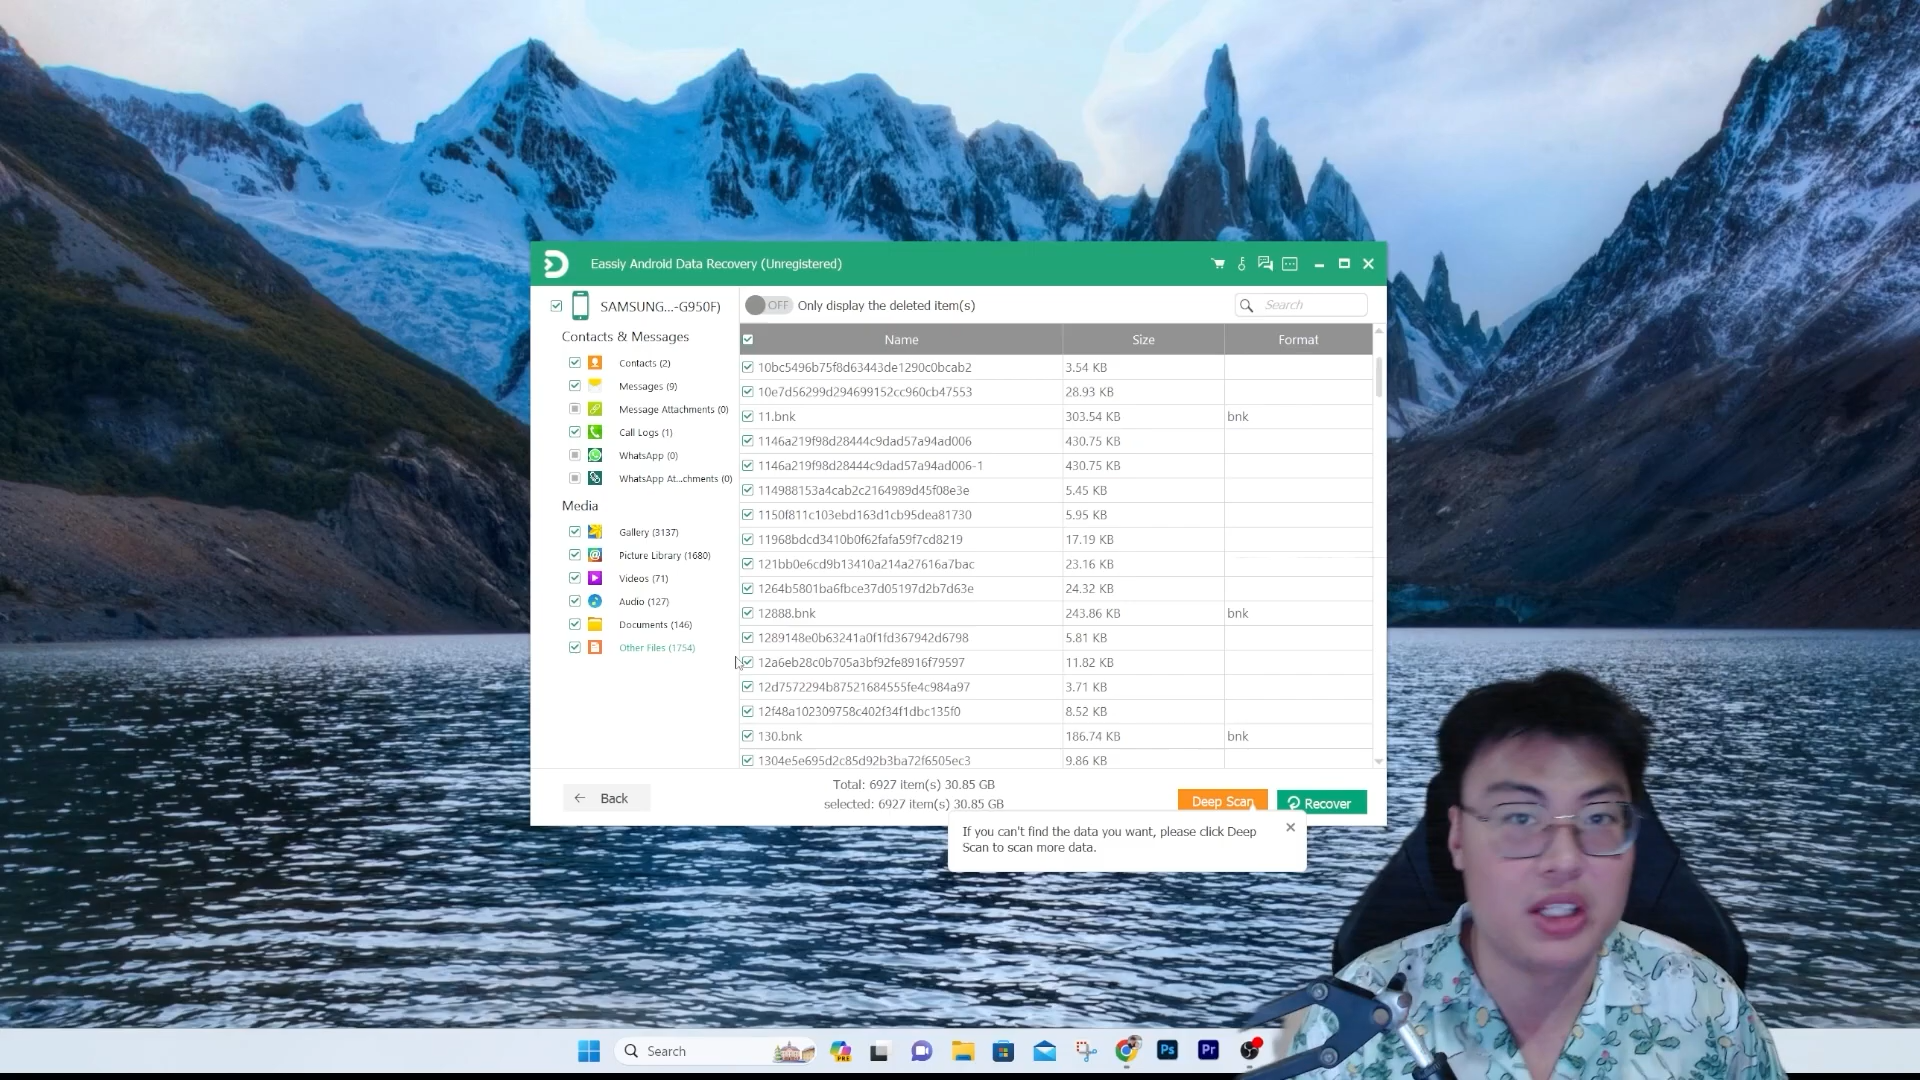 Eassiy Android Data Recovery (Unregistered)
SAMSUNG...-G950F)
OFF Only display the deleted item(s)
Search
Contacts & Messages
Contacts (2)
Messages (9)
Message Attachments (0)
Call Logs (1)
WhatsApp (0)
WhatsApp At...chments (0)
Media
Gallery (3137)
Picture Library (1680)
Videos (71)
Audio (127)
Documents (146)
Other Files (1754)
Name Size Format
10bc5496b75f8d63443de1290c0bcab2 3.54 KB
10e7d56299d294699152cc960cb47553 28.93 KB
11.bnk 303.54 KB bnk
1146a219f98d28444c9dad57a94ad006 430.75 KB
1146a219f98d28444c9dad57a94ad006-1 430.75 KB
114988153a4cab2c2164989d45f08e3e 5.45 KB
1150f811c103ebd163d1cb95dea81730 5.95 KB
11968bdcd3410b0f62fafa59f7cd8219 17.19 KB
121bb0e6cd9b13410a214a27616a7bac 23.16 KB
1264b5801ba6fbce37d05197d2b7d63e 24.32 KB
12888.bnk 243.86 KB bnk
1289148e0b63241a0f1fd367942d6798 5.81 KB
12a6eb28c0b705a3bf92fe8916f79597 11.82 KB
12d7572294b87521684555fe4c984a97 3.71 KB
12f48a102309758c402f34f1dbc135f0 8.52 KB
130.bnk 186.74 KB bnk
1304e5e695d2c85d92b3ba72f6505ec3 9.86 KB
Back
Total: 6927 item(s) 30.85 GB
selected: 6927 item(s) 30.85 GB
Deep Scan
Recover
If you can't find the data you want, please click Deep
Scan to scan more data.
Search
PRE
Ps
Pr